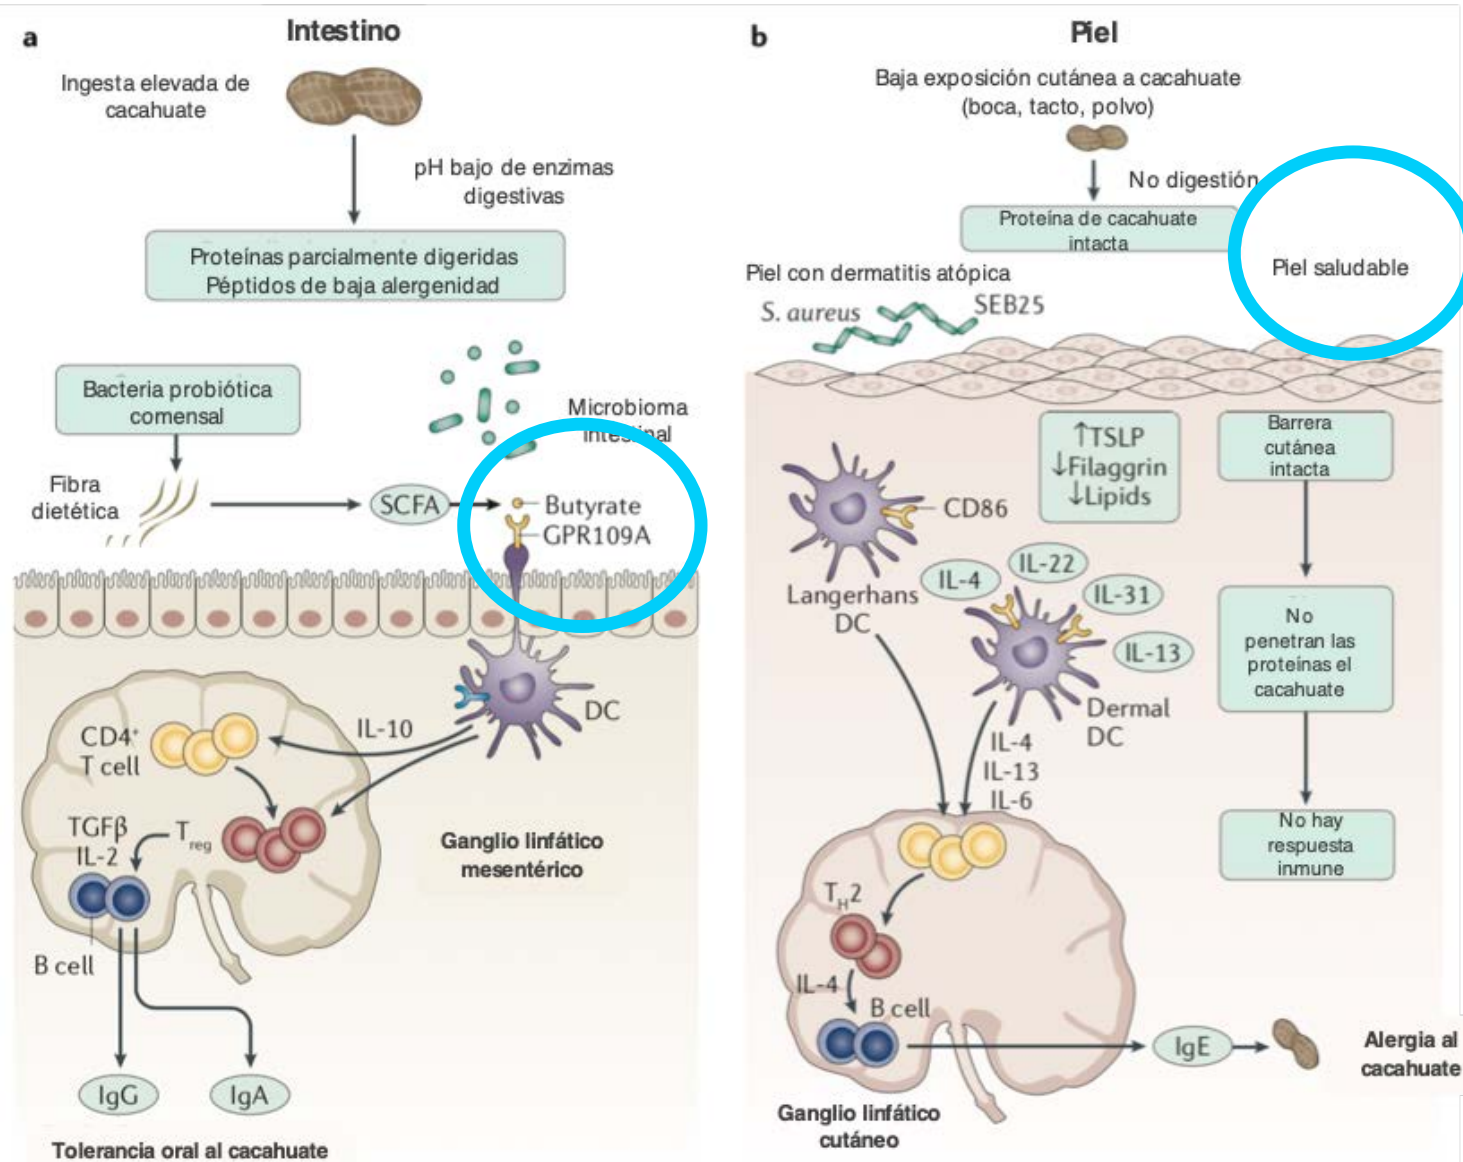 a
Intestino
Ingesta elevada de
cacahuate
pH bajo de enzimas
digestivas
Proteínas parcialmente digeridas
Péptidos de baja alergenidad
Bacteria probiótica
comensal
Microbioma
intestinal
Fibra
dietética
SCFA
Butyrate
GPR109A
DC
IL-10
CD4+
T cell
TGFβ
IL-2
Treg
Ganglio linfático
mesentérico
B cell
IgG
IgA
Tolerancia oral al cacahuate
b
Piel
Baja exposición cutánea a cacahuate
(boca, tacto, polvo)
No digestión
Proteína de cacahuate
intacta
Piel saludable
Piel con dermatitis atópica
S. aureus
SEB25
↑TSLP
↓Filaggrin
↓Lipids
Barrera
cutánea
intacta
CD86
Langerhans
DC
IL-4
IL-22
IL-31
IL-13
Dermal
DC
No
penetran las
proteínas el
cacahuate
IL-4
IL-13
IL-6
No hay
respuesta
inmune
TH2
IL-4
B cell
IgE
Alergia al
cacahuate
Ganglio linfático
cutáneo